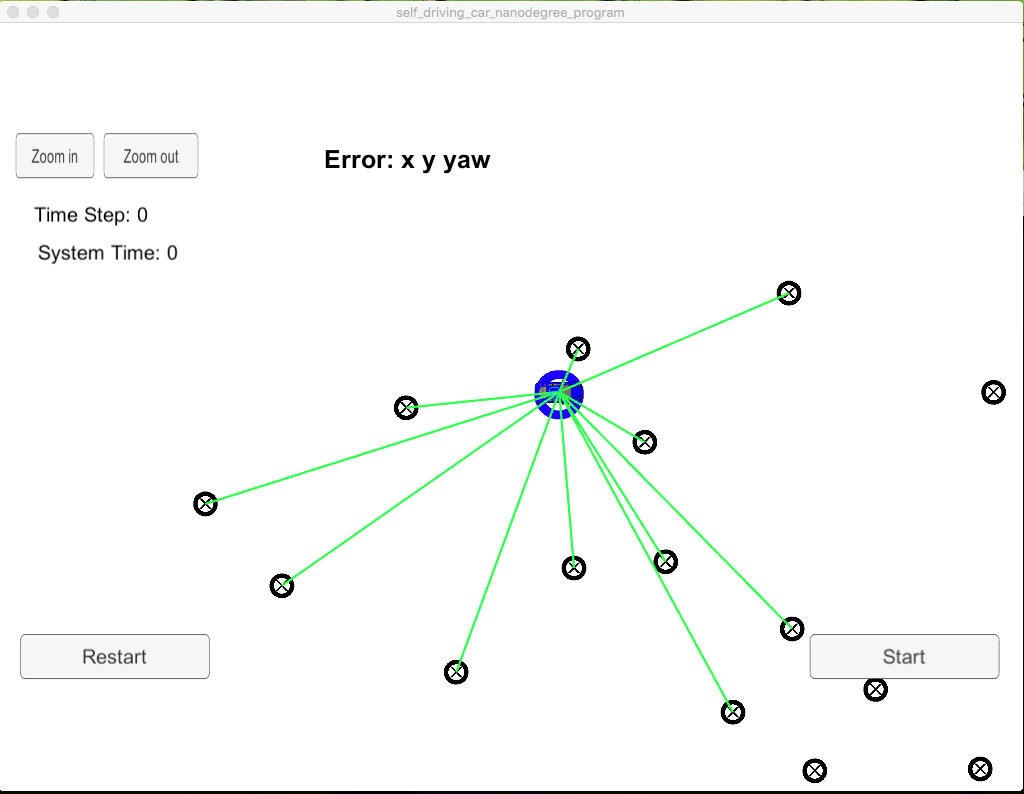 self_driving_car_nanodegree_program
Zoom in
Zoom out
Error: x y yaw
Time Step: 0
System Time: 0
Restart
Start